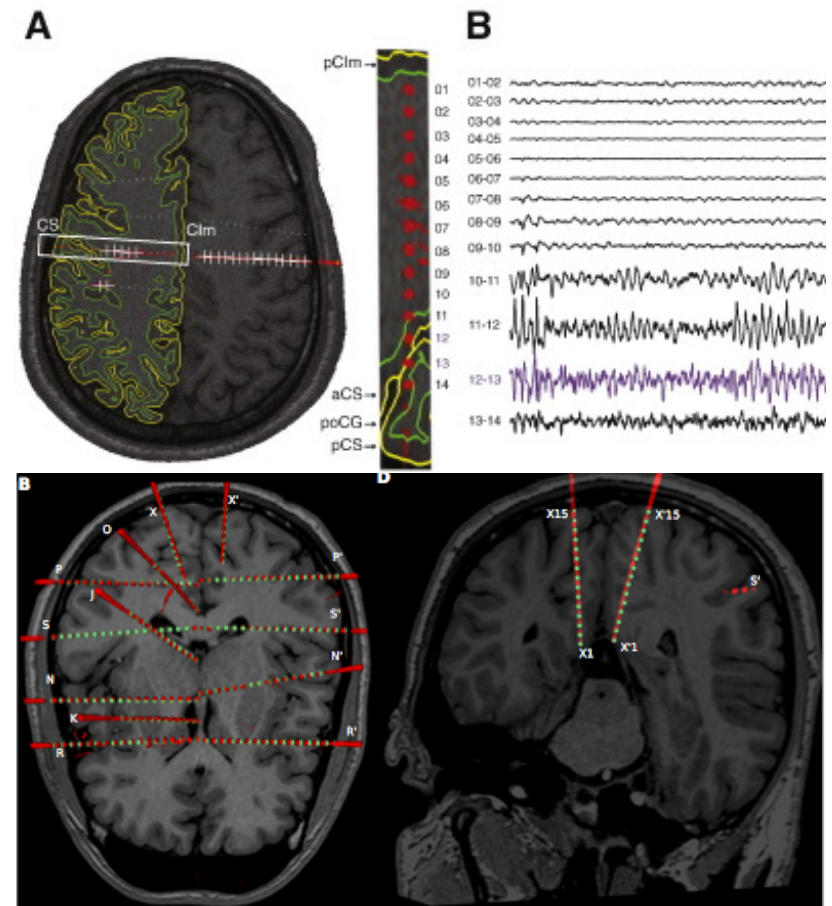 A
CS
CIm
pCIm
01
02
03
04
05
06
07
08
09
10
11
12
13
14
aCS
poCG
pCS
B
01-02
02-03
03-04
04-05
05-06
06-07
07-08
08-09
09-10
10-11
11-12
12-13
13-14
B
X
X'
O
P
P'
J
S
S'
N
N'
K
R
R'
D
X15
X'15
S'
X1
X'1